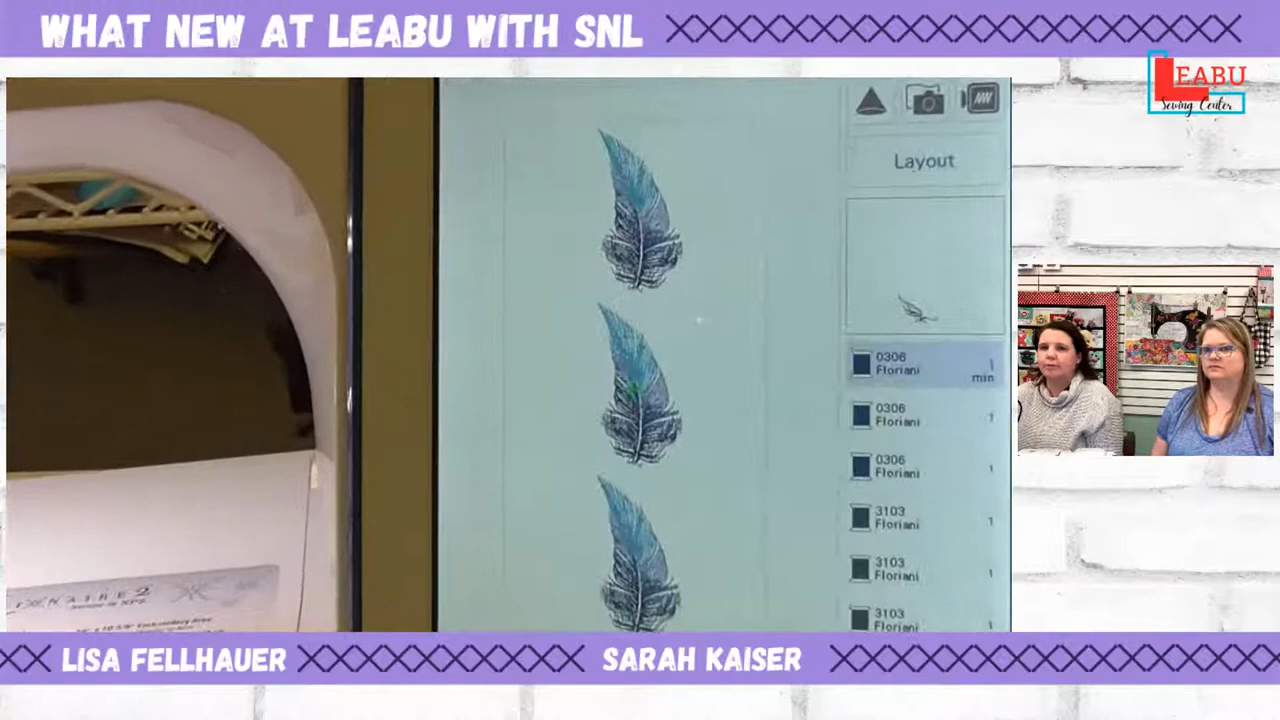 WHAT NEW AT LEABU WITH SNL
LEABU
Sewing Center
Layout
0306
Floriani
1
min
0306
Floriani
1
0306
Floriani
1
3103
Floriani
1
3103
Floriani
1
3103
Floriani
1
LISA FELLHAUER
SARAH KAISER